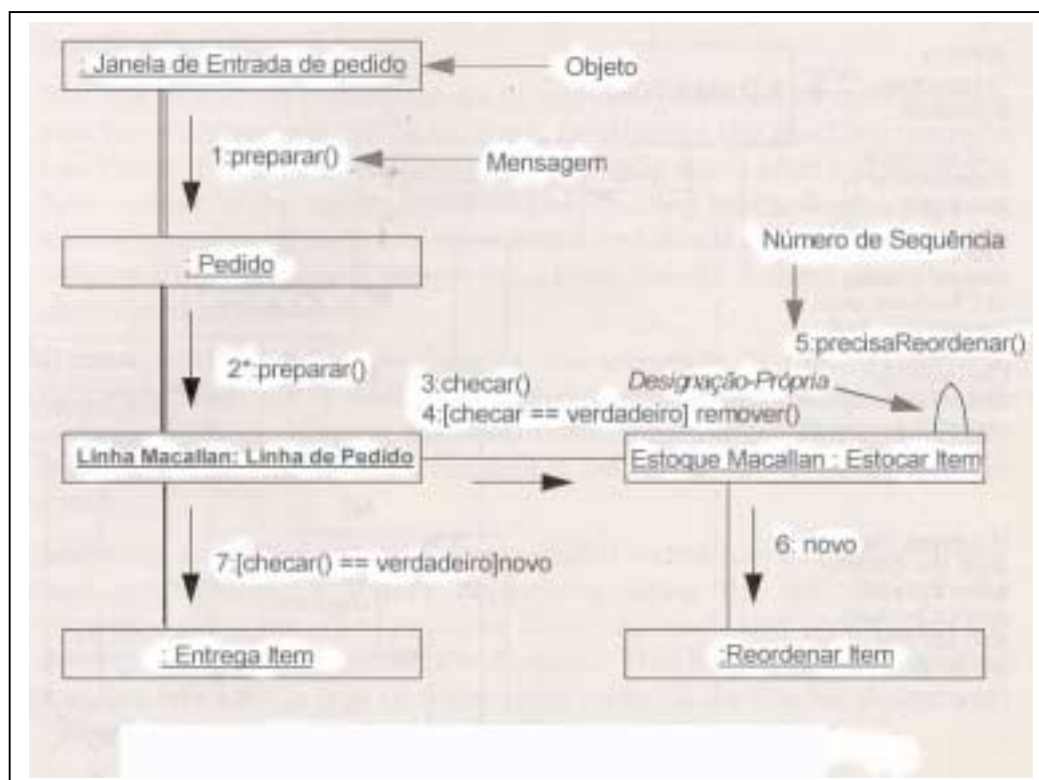 : Janela de Entrada de pedido
Objeto
1:preparar()
Mensagem
: Pedido
Número de Sequência
5:precisaReordenar()
2*:preparar()
3:checar()
Designação-Própria
4:[checar == verdadeiro] remover()
Linha Macallan: Linha de Pedido
Estoque Macallan : Estocar Item
7:[checar() == verdadeiro]novo
6: novo
: Entrega Item
:Reordenar Item